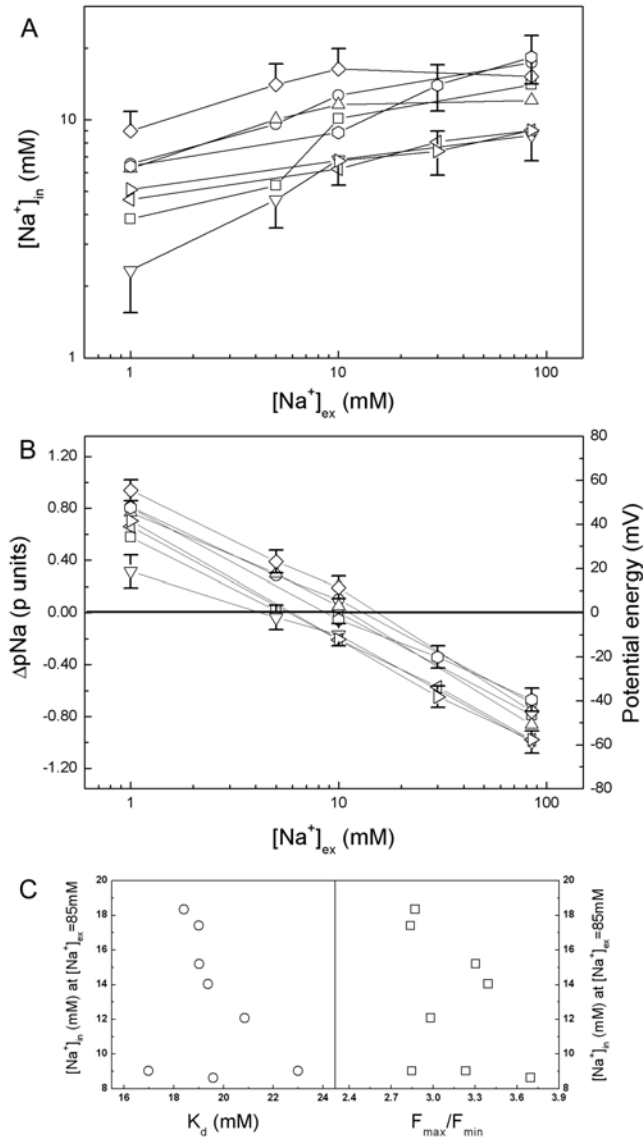 A
10
1
[Na⁺]in (mM)
1 10 100
[Na⁺]ex (mM)
B
1.20
0.80
0.40
0.00
-0.40
-0.80
-1.20
ΔpNa (p units)
80
60
40
20
0
-20
-40
-60
-80
Potential energy (mV)
1 10 100
[Na⁺]ex (mM)
C
[Na⁺]in (mM) at [Na⁺]ex=85mM
20
18
16
14
12
10
8
16 18 20 22 24
Kd (mM)
2.4 2.7 3.0 3.3 3.6 3.9
Fmax/Fmin
20
18
16
14
12
10
8
[Na⁺]in (mM) at [Na⁺]ex=85mM